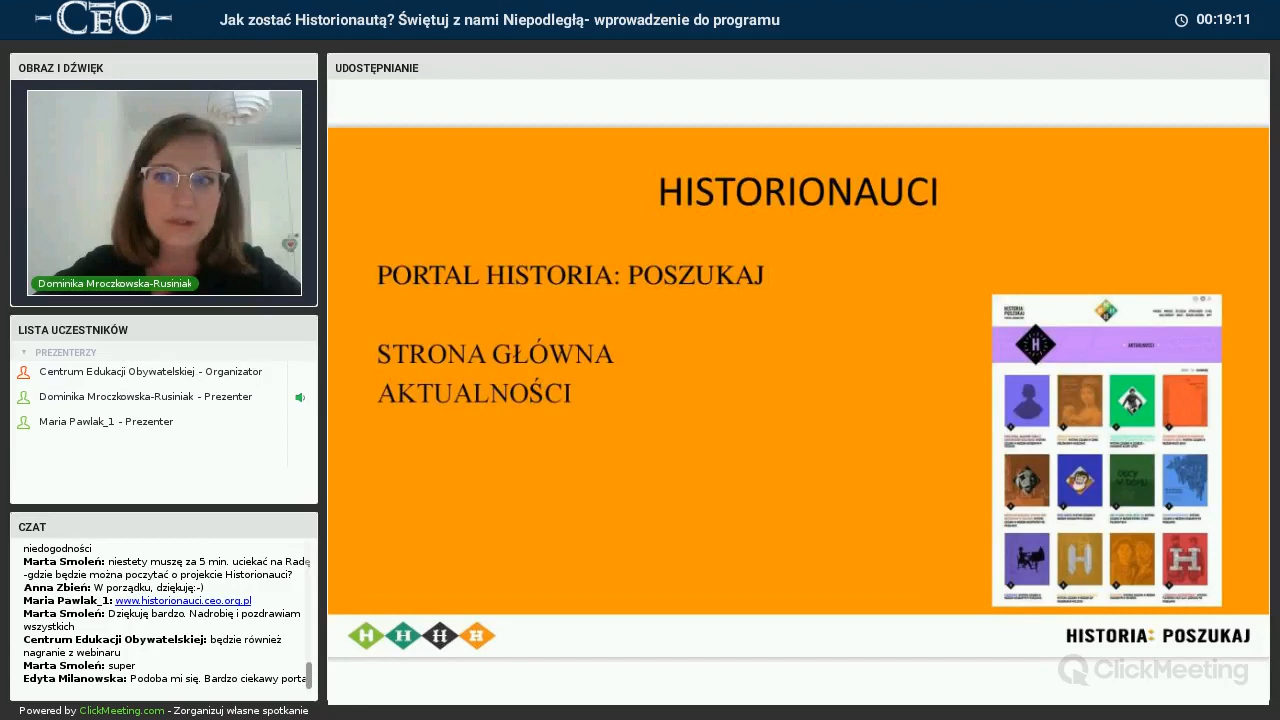 CEO
Jak zostać Historionautą? Świętuj z nami Niepodległą- wprowadzenie do programu
00:19:11
OBRAZ I DŹWIĘK
Dominika Mroczkowska-Rusiniak
LISTA UCZESTNIKÓW
PREZENTERZY
Centrum Edukacji Obywatelskiej - Organizator
Dominika Mroczkowska-Rusiniak - Prezenter
Maria Pawlak_1 - Prezenter
CZAT
niedogodności
Marta Smoleń: niestety muszę za 5 min. uciekać na Radę
-gdzie będzie można poczytać o projekcie Historionauci?
Anna Zbień: W porządku, dziękuję:-)
Maria Pawlak_1: www.historionauci.ceo.org.pl
Marta Smoleń: Dziękuję bardzo. Nadrobię i pozdrawiam
wszystkich
Centrum Edukacji Obywatelskiej: będzie również
nagranie z webinaru
Marta Smoleń: super
Edyta Milanowska: Podoba mi się. Bardzo ciekawy porta
Powered by ClickMeeting.com - Zorganizuj własne spotkanie
UDOSTĘPNIANIE
HISTORIONAUCI
PORTAL HISTORIA: POSZUKAJ
STRONA GŁÓWNA
AKTUALNOŚCI
HISTORIA:
POSZUKAJ
H
AKTUALNOŚCI
H
H
H H H H
HISTORIA: POSZUKAJ
ClickMeeting